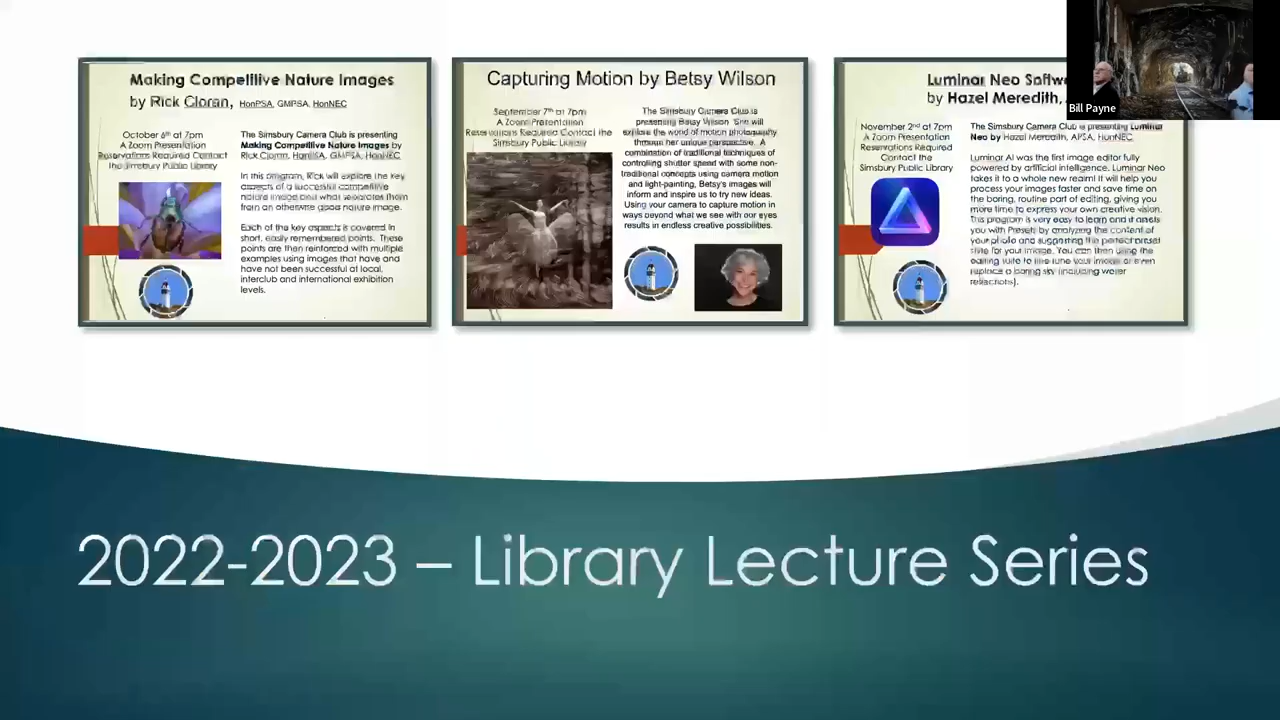 Making Competitive Nature Images
by Rick Cloran, HonPSA, GMPSA, HonNEC
October 6th at 7pm
A Zoom Presentation
Reservations Required Contact
the Simsbury Public Library
The Simsbury Camera Club is presenting
Making Competitive Nature Images by
Rick Cloran, HonPSA, GMPSA, HonNEC
In this program, Rick will explore the key
aspects of a successful competitive
nature image and what separates them
from an otherwise good nature image.
Each of the key aspects is covered in
short, easily remembered points. These
points are then reinforced with multiple
examples using images that have and
have not been successful at local,
interclub and international exhibition
levels.
Capturing Motion by Betsy Wilson
September 7th at 7pm
A Zoom Presentation
Reservations Required Contact the
Simsbury Public Library
The Simsbury Camera Club is
presenting Betsy Wilson. She will
explore the world of motion photography
through her unique perspective. A
combination of traditional techniques of
controlling shutter speed with some non-
traditional concepts using camera motion
and light-painting, Betsy's images will
inform and inspire us to try new ideas.
Using your camera to capture motion in
ways beyond what we see with our eyes
results in endless creative possibilities.
Luminar Neo
by Hazel Meredith,
November 2nd at 7pm
A Zoom Presentation
Reservations Required
Contact the
Simsbury Public Library
The Simsbury Camera Club is presenting Luminar
Neo by Hazel Meredith, APSA, HonNEC
Luminar AI was the first image editor fully
powered by artificial intelligence. Luminar Neo
takes it to a whole new realm! It will help you
process your images faster and save time on
the boring, routine part of editing, giving you
more time to express your own creative vision.
This program is very easy to learn and it assists
you with Presets by analyzing the content of
your photo and suggesting the perfect preset
style for your image. You can then using the
editing suite to fine tune your image or even
replace a boring sky (including water
reflections).
Bill Payne
2022-2023 – Library Lecture Series